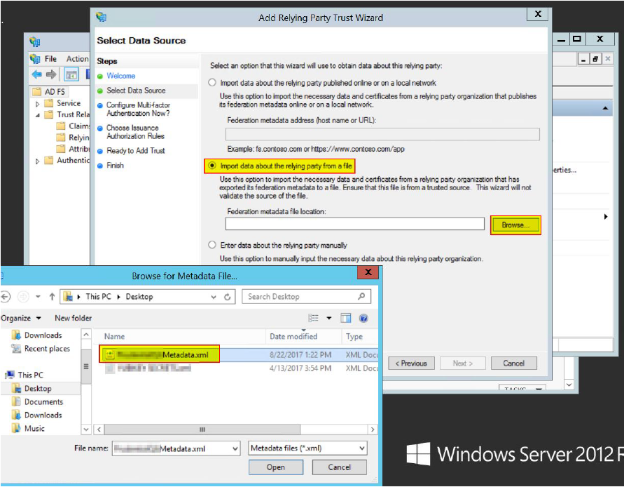 Add Relying Party Trust Wizard
X
Select Data Source
Steps
Welcome
Select Data Source
Configure Multi-factor
Authentication Now?
Choose Issuance
Authorization Rules
Ready to Add Trust
Finish
Select an option that this wizard will use to obtain data about this relying party:
Import data about the relying party published online or on a local network
Use this option to import the necessary data and certificates from a relying party organization that publishes
its federation metadata online or on a local network.
Federation metadata address (host name or URL):
Example: fs.contoso.com or https://www.contoso.com/app
Import data about the relying party from a file
Use this option to import the necessary data and certificates from a relying party organization that has
exported its federation metadata to a file. Ensure that this file is from a trusted source. This wizard will not
validate the source of the file.
Federation metadata file location:
Browse...
Enter data about the relying party manually
Use this option to manually input the necessary data about this relying party organization.
< Previous
Next >
Cancel
File
Action
AD FS
Service
Trust Rela
Claims
Relyin
Attrib
Authentic
X
erties...
Browse for Metadata File...
X
This PC
Desktop
Search Desktop
Organize
New folder
Downloads
Recent places
This PC
Desktop
Documents
Downloads
Music
Name
Date modified
Type
Metadata.xml
8/22/2017 1:22 PM
XML Doc
4/13/2017 3:54 PM
XML Doc
File name:
Metadata.xml
Metadata files (*.xml)
Open
Cancel
Windows Server 2012 R